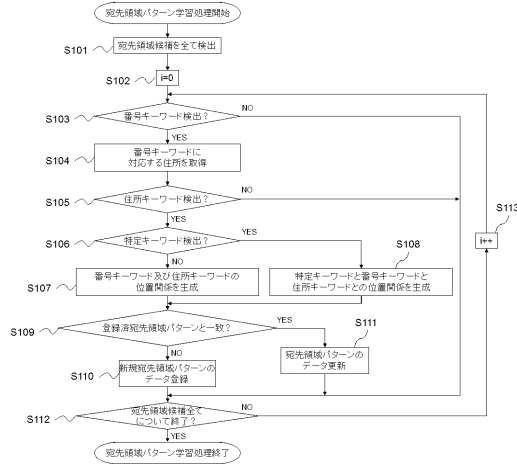 宛先領域パターン学習処理開始
S101
宛先領域候補を全て検出
S102
i=0
S103
番号キーワード検出？
NO
YES
S104
番号キーワードに
対応する住所を取得
S105
住所キーワード検出？
NO
YES
S113
i++
S106
特定キーワード検出？
YES
NO
S108
S107
番号キーワード及び住所キーワードの
位置関係を生成
特定キーワードと番号キーワードと
住所キーワードとの位置関係を生成
S109
登録済宛先領域パターンと一致？
YES
NO
S111
宛先領域パターンの
データ更新
S110
新規宛先領域パターンの
データ登録
S112
宛先領域候補全て
について終了？
NO
YES
宛先領域パターン学習処理終了